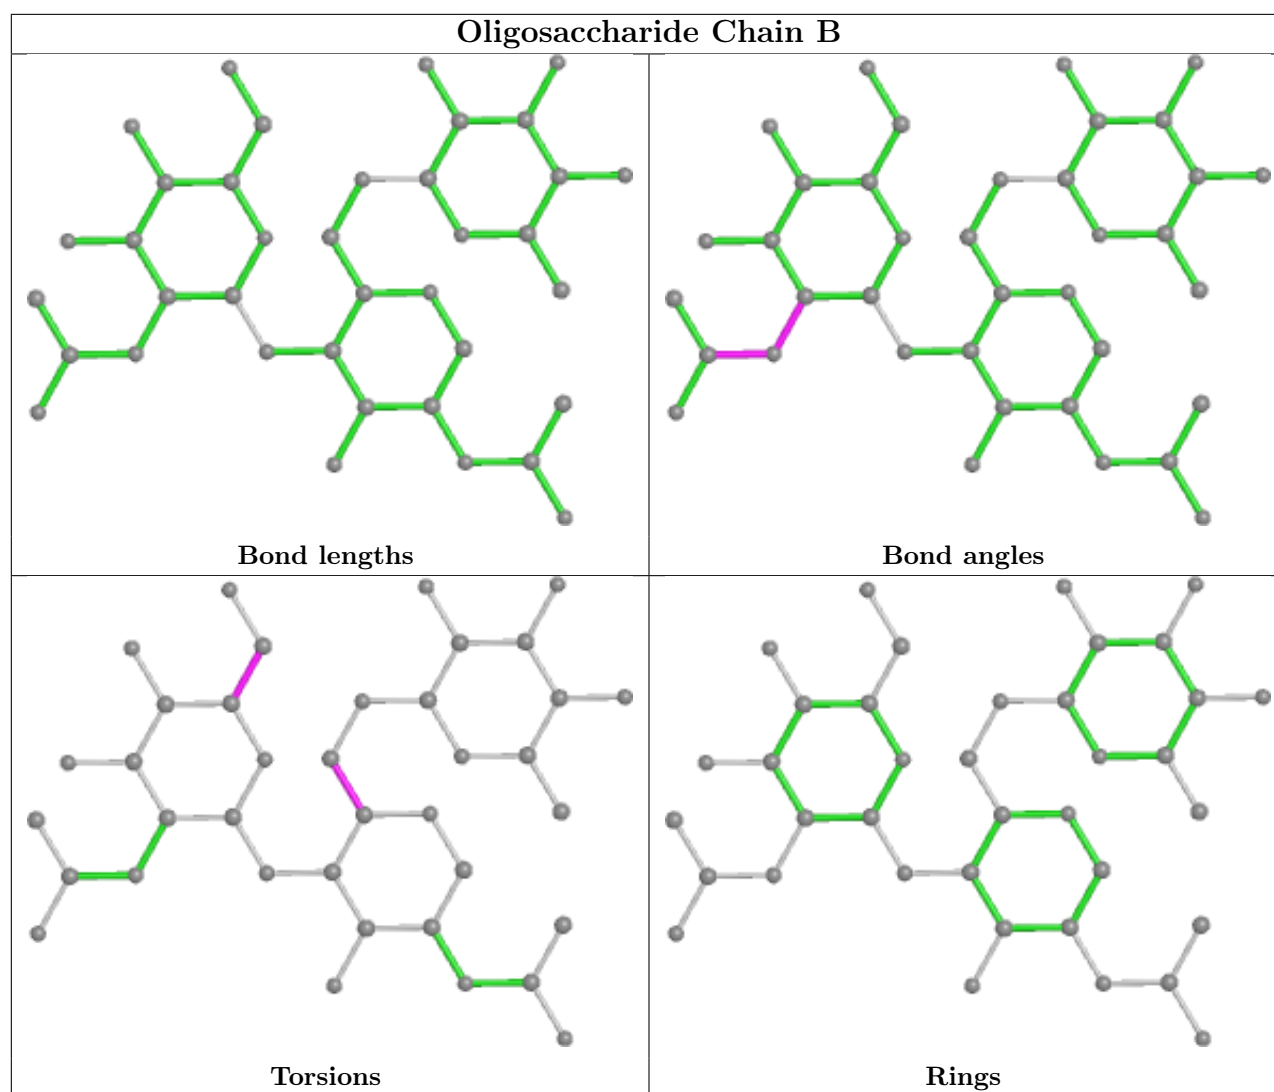 Oligosaccharide Chain B
Bond lengths
Bond angles
Torsions
Rings